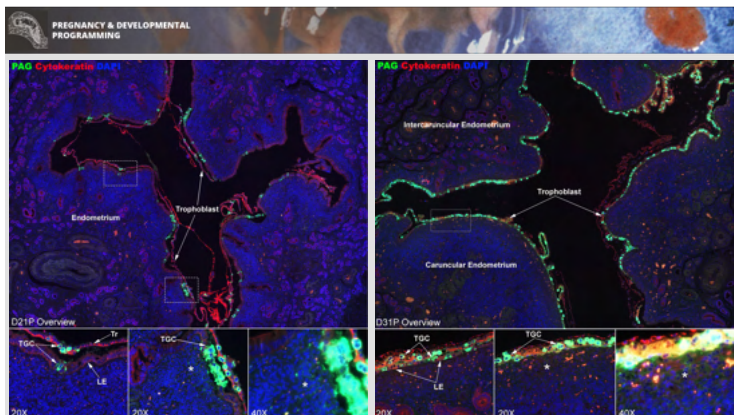 PREGNANCY & DEVELOPMENTAL
PROGRAMMING
PAG Cytokeratin DAPI
Trophoblast
Endometrium
D21P Overview
TGC
Tr
LE
20X
TGC
*
20X
*
40X
PAG Cytokeratin DAPI
Intercaruncular Endometrium
Trophoblast
Caruncular Endometrium
D31P Overview
TGC
LE
20X
TGC
*
20X
*
40X